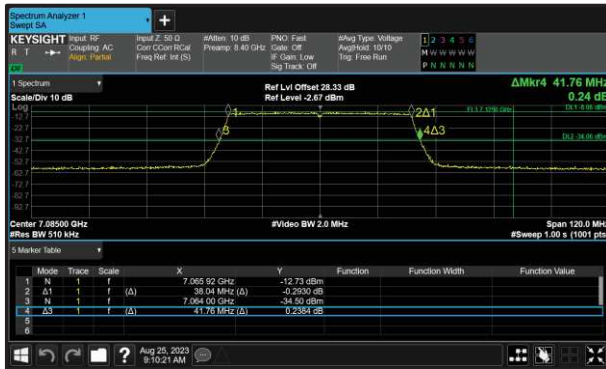 Spectrum Analyzer 1
Swept SA
KEYSIGHT Input: RF Input Z: 50 Ω #Atten: 10 dB PNO: Fast #Avg Type: Voltage 1 2 3 4 5 6
R T Coupling: AC Corr CCorr RCal Preamp: 8.40 GHz Gate: Off Avg|Hold: 10/10 M W W W W W
Align: Partial Freq Ref: Int (S) IF Gain: Low Trig: Free Run
Sig Track: Off P N N N N N
1 Spectrum Ref Lvl Offset 28.33 dB ΔMkr4 41.76 MHz
Scale/Div 10 dB Ref Level -2.67 dBm 0.24 dB
Log
-12.7 1 2Δ1
-22.7
-32.7 3 4Δ3 DL2 -34.06 dBm
-42.7
-52.7
-62.7
-72.7
-82.7
-92.7
Center 7.08500 GHz #Video BW 2.0 MHz Span 120.0 MHz
#Res BW 510 kHz #Sweep 1.00 s (1001 pts
5 Marker Table
Mode Trace Scale X Y Function Function Width Function Value
1 N 1 f 7.065 92 GHz -12.73 dBm
2 Δ1 1 f (Δ) 38.04 MHz (Δ) -0.2930 dB
3 N 1 f 7.064 00 GHz -34.50 dBm
4 Δ3 1 f (Δ) 41.76 MHz (Δ) 0.2384 dB
5
6
? Aug 25, 2023
9:10:21 AM